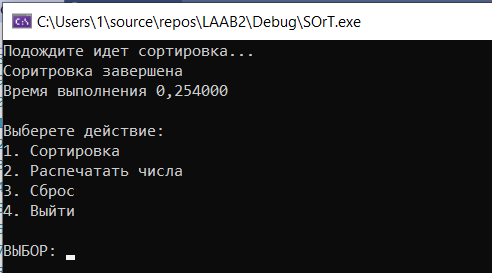 C:\Users\1\source\repos\LAAB2\Debug\SOrT.exe
Подождите идет сортировка...
Соритровка завершена
Время выполнения 0,254000
Выберете действие:
1. Сортировка
2. Распечатать числа
3. Сброс
4. Выйти
ВЫБОР: